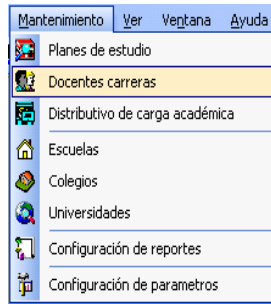 Mantenimiento Ver Ventana Ayuda
Planes de estudio
Docentes carreras
Distributivo de carga académica
Escuelas
Colegios
Universidades
Configuración de reportes
Configuración de parametros